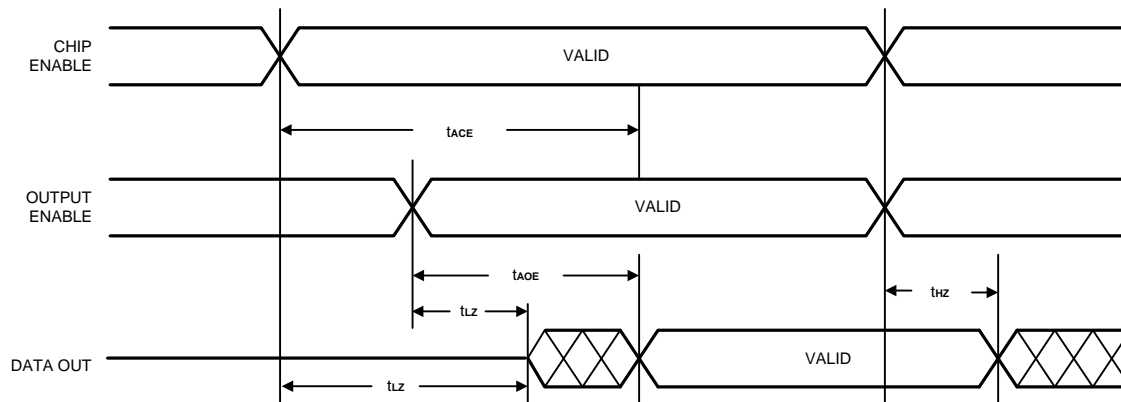 CHIP
ENABLE
VALID
tACE
OUTPUT
ENABLE
VALID
tAOE
tLZ
tHZ
DATA OUT
VALID
tLZ